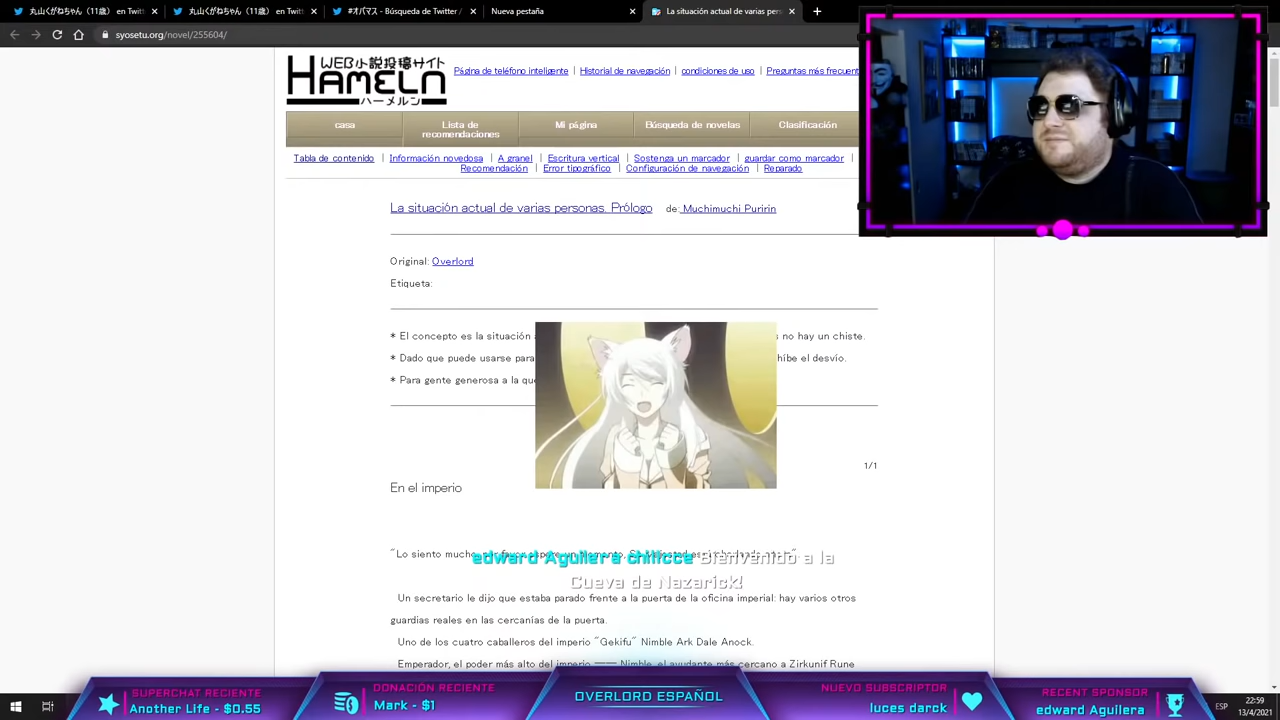 丸山くがねちゃん（11歳）en Twitt
丸山くがねちゃん（11歳）en Twitt
#オバマス - Búsqueda de Twitter /
Nueva pestaña
La situación actual de varias pers
syosetu.org/novel/255604/
WEB小説投稿サイト
HAMELN
ハーメルン
Página de teléfono inteligente | Historial de navegación | condiciones de uso | Preguntas más frecuent
casa
Lista de recomendaciones
Mi página
Búsqueda de novelas
Clasificación
Tabla de contenido | Información novedosa | A granel | Escritura vertical | Sostenga un marcador | guardar como marcador |
Recomendación | Error tipográfico | Configuración de navegación | Reparado
La situación actual de varias personas. Prólogo de: Muchimuchi Puririn
Original: Overlord
Etiqueta:
* El concepto es la situación s no hay un chiste.
* Dado que puede usarse para híbe el desvío.
* Para gente generosa a la qu
1/1
En el imperio
"Lo siento mucho
edward Aguilera chilicce Bienvenido a la
Cueva de Nazarick!
Un secretario le dijo que estaba parado frente a la puerta de la oficina imperial: hay varios otros
guardias reales en las cercanías de la puerta.
Uno de los cuatro caballeros del imperio "Gekifu" Nimble Ark Dale Anock.
Emperador, el poder más alto del imperio —— Nimble, el ayudante más cercano a Zirkunif Rune
SUPERCHAT RECIENTE
Another Life - $0.55
DONACIÓN RECIENTE
Mark - $1
OVERLORD ESPAÑOL
NUEVO SUBSCRIPTOR
luces darck
RECENT SPONSOR
edward Aguilera
ESP
22:59
13/4/2021